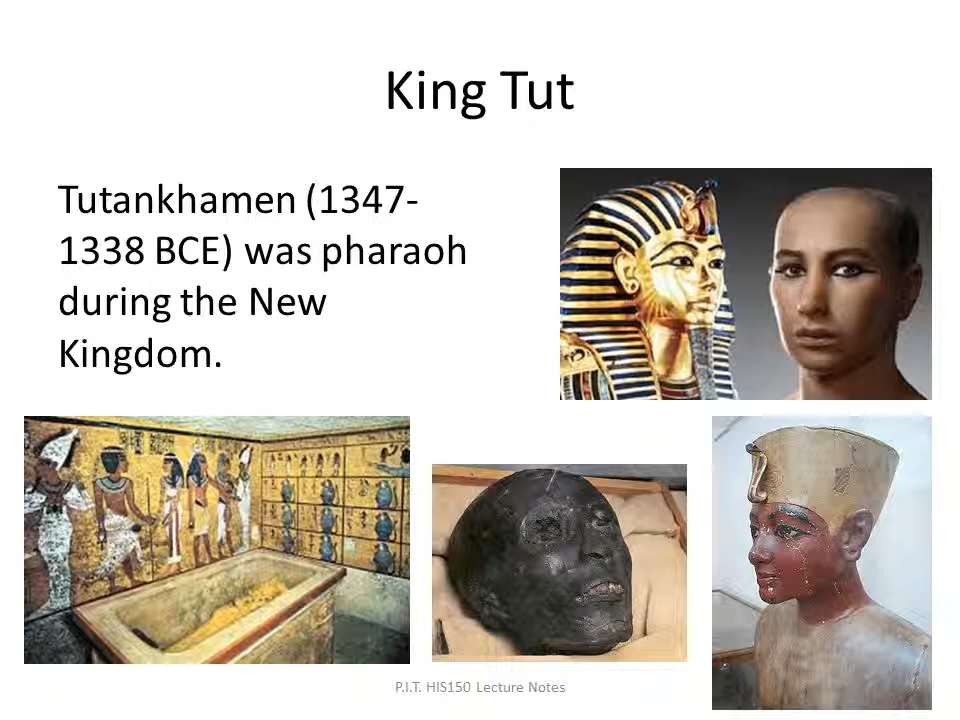 King Tut
Tutankhamen (1347-
1338 BCE) was pharaoh
during the New
Kingdom.
P.I.T. HIS150 Lecture Notes